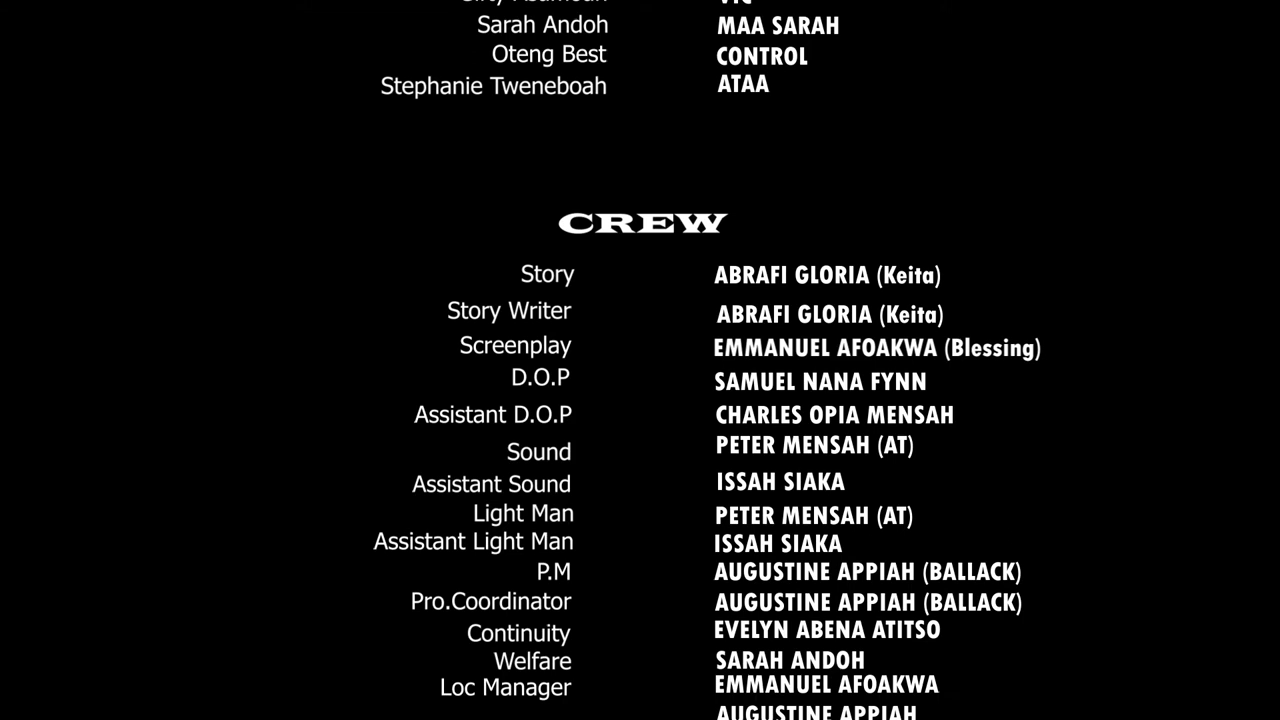 Sarah Andoh MAA SARAH
Oteng Best CONTROL
Stephanie Tweneboah ATAA
CREW
Story ABRAFI GLORIA (Keita)
Story Writer ABRAFI GLORIA (Keita)
Screenplay EMMANUEL AFOAKWA (Blessing)
D.O.P SAMUEL NANA FYNN
Assistant D.O.P CHARLES OPIA MENSAH
Sound PETER MENSAH (AT)
Assistant Sound ISSAH SIAKA
Light Man PETER MENSAH (AT)
Assistant Light Man ISSAH SIAKA
P.M AUGUSTINE APPIAH (BALLACK)
Pro.Coordinator AUGUSTINE APPIAH (BALLACK)
Continuity EVELYN ABENA ATITSO
Welfare SARAH ANDOH
Loc Manager EMMANUEL AFOAKWA
AUGUSTINE APPIAH